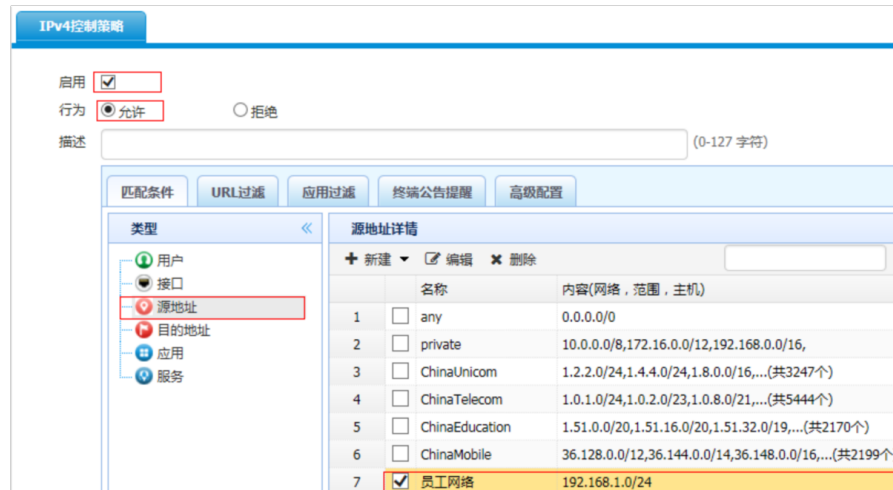 IPv4控制策略
启用
行为 允许 拒绝
描述 (0-127 字符)
匹配条件 URL过滤 应用过滤 终端公告提醒 高级配置
类型 源地址详情
用户 新建 编辑 删除
接口 名称 内容(网络，范围，主机)
源地址
目的地址
应用
服务
1 any 0.0.0.0/0
2 private 10.0.0.0/8,172.16.0.0/12,192.168.0.0/16,
3 ChinaUnicom 1.2.2.0/24,1.4.4.0/24,1.8.0.0/16,...(共3247个)
4 ChinaTelecom 1.0.1.0/24,1.0.2.0/23,1.0.8.0/21,...(共5444个)
5 ChinaEducation 1.51.0.0/20,1.51.16.0/20,1.51.32.0/19,...(共2170个)
6 ChinaMobile 36.128.0.0/12,36.144.0.0/14,36.148.0.0/16,...(共2199个
7 员工网络 192.168.1.0/24